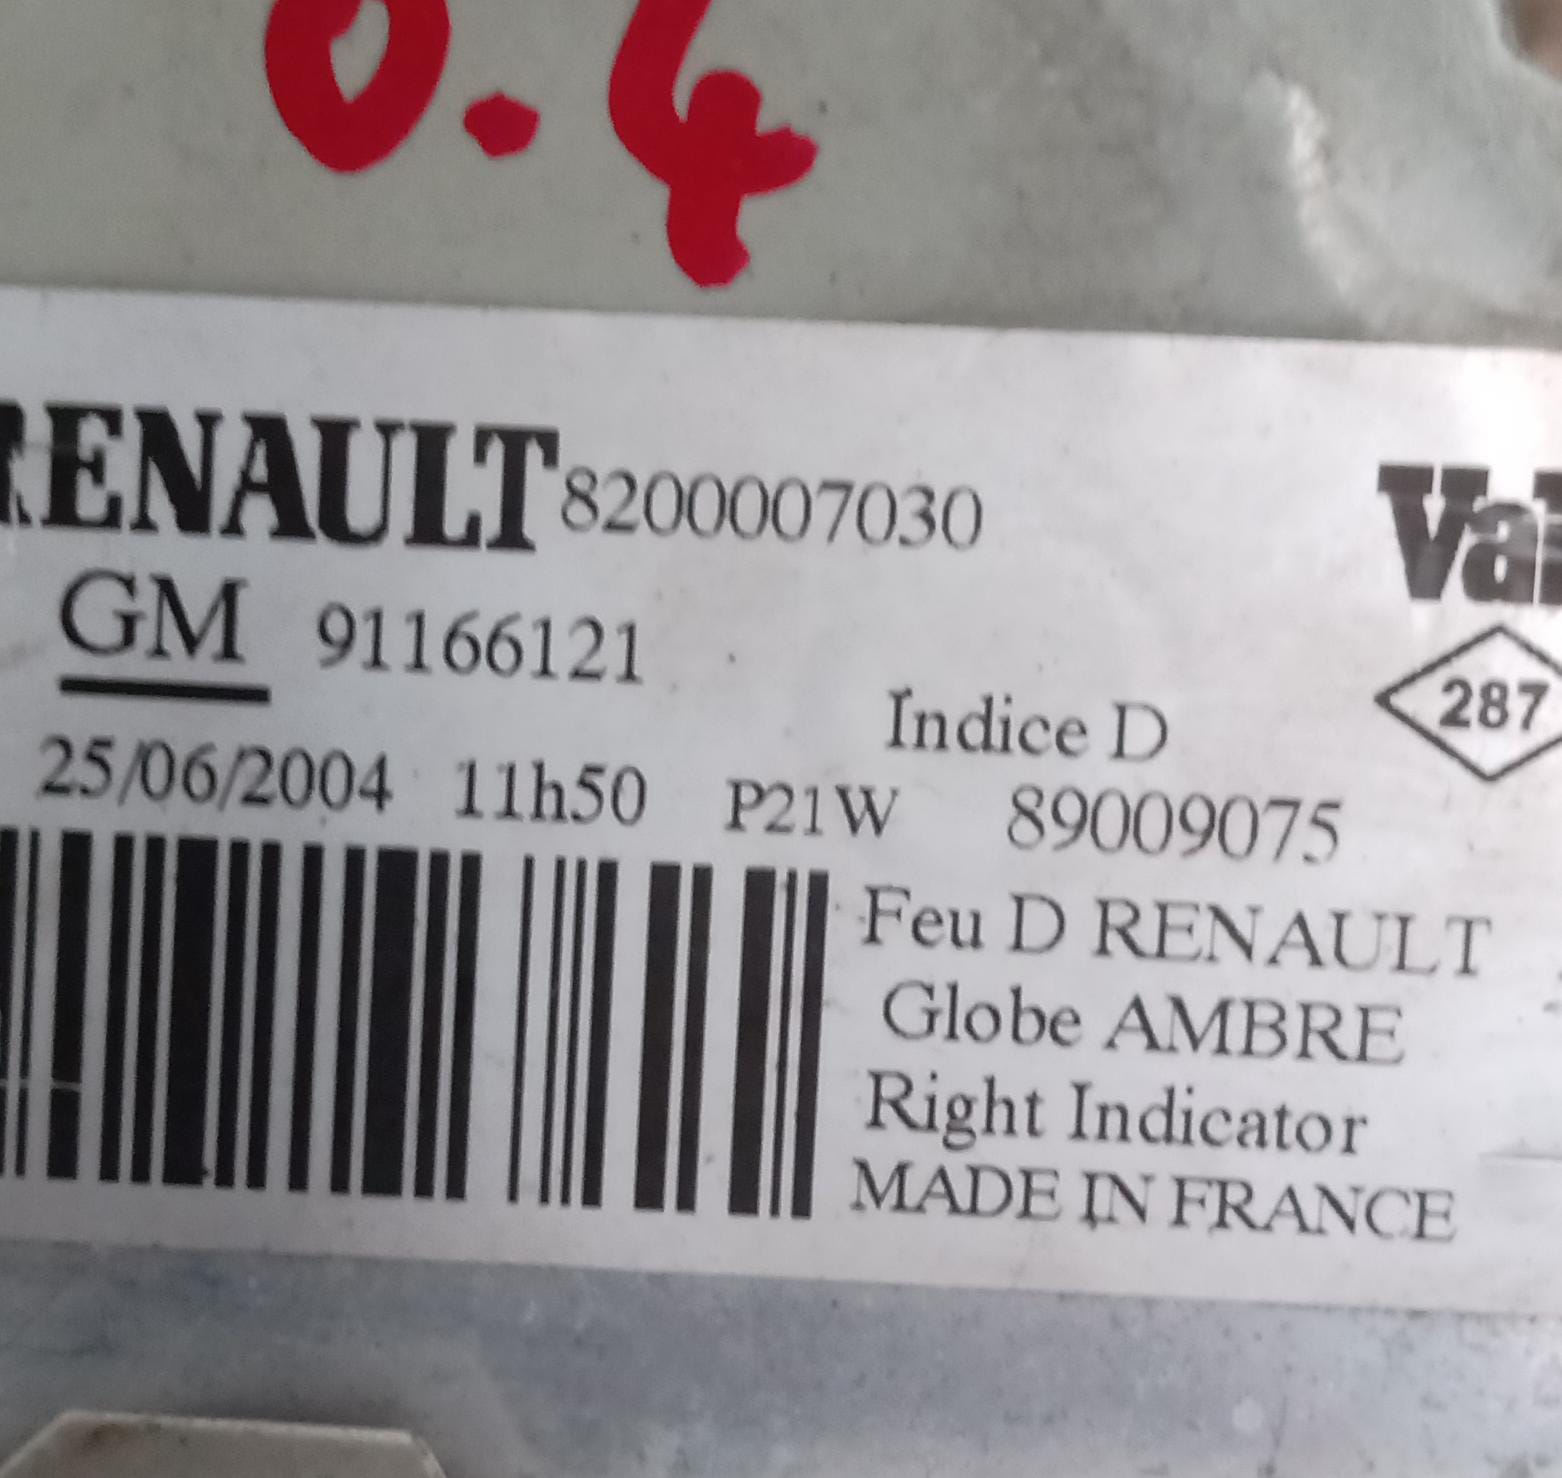 0.4
RENAULT 8200007030
Val
GM 91166121
287
Indice D
25/06/2004 11h50 P21W 89009075
Feu D RENAULT
Globe AMBRE
Right Indicator
MADE IN FRANCE